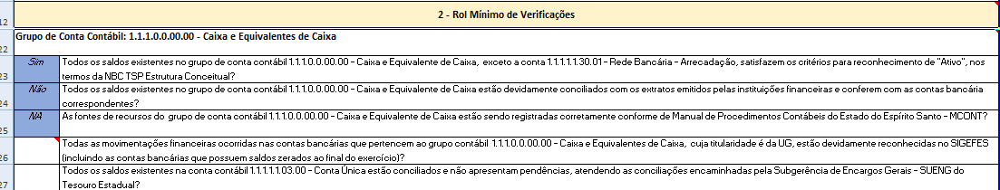 12
2 - Rol Mínimo de Verificações
Grupo de Conta Contábil: 1.1.1.0.0.00.00 - Caixa e Equivalentes de Caixa
22
Sim
Todos os saldos existentes no grupo de conta contábil 1.1.1.0.0.00.00 - Caixa e Equivalente de Caixa, exceto a conta 1.1.1.1.1.30.01 - Rede Bancária - Arrecadação, satisfazem os critérios para reconhecimento de "Ativo", nos
23
termos da NBC TSP Estrutura Conceitual?
Não
Todos os saldos existentes no grupo de conta contábil 1.1.1.0.0.00.00 - Caixa e Equivalente de Caixa estão devidamente conciliados com os extratos emitidos pelas instituições financeiras e conferem com as contas bancária
24
correspondentes?
NA
As fontes de recursos do grupo de conta contábil 1.1.1.0.0.00.00 - Caixa e Equivalente de Caixa estão sendo registradas corretamente conforme de Manual de Procedimentos Contábeis do Estado do Espírito Santo - MCONT?
25
Todas as movimentações financeiras ocorridas nas contas bancárias que pertencem ao grupo contábil 1.1.1.0.0.00.00 - Caixa e Equivalentes de Caixa, cuja titularidade é da UG, estão devidamente reconhecidas no SIGEFES
26
(incluindo as contas bancárias que possuem saldos zerados ao final do exercício)?
Todos os saldos existentes na conta contábil 1.1.1.1.1.03.00 - Conta Única estão conciliados e não apresentam pendências, atendendo as conciliações encaminhadas pela Subgerência de Encargos Gerais - SUENG do
27
Tesouro Estadual?